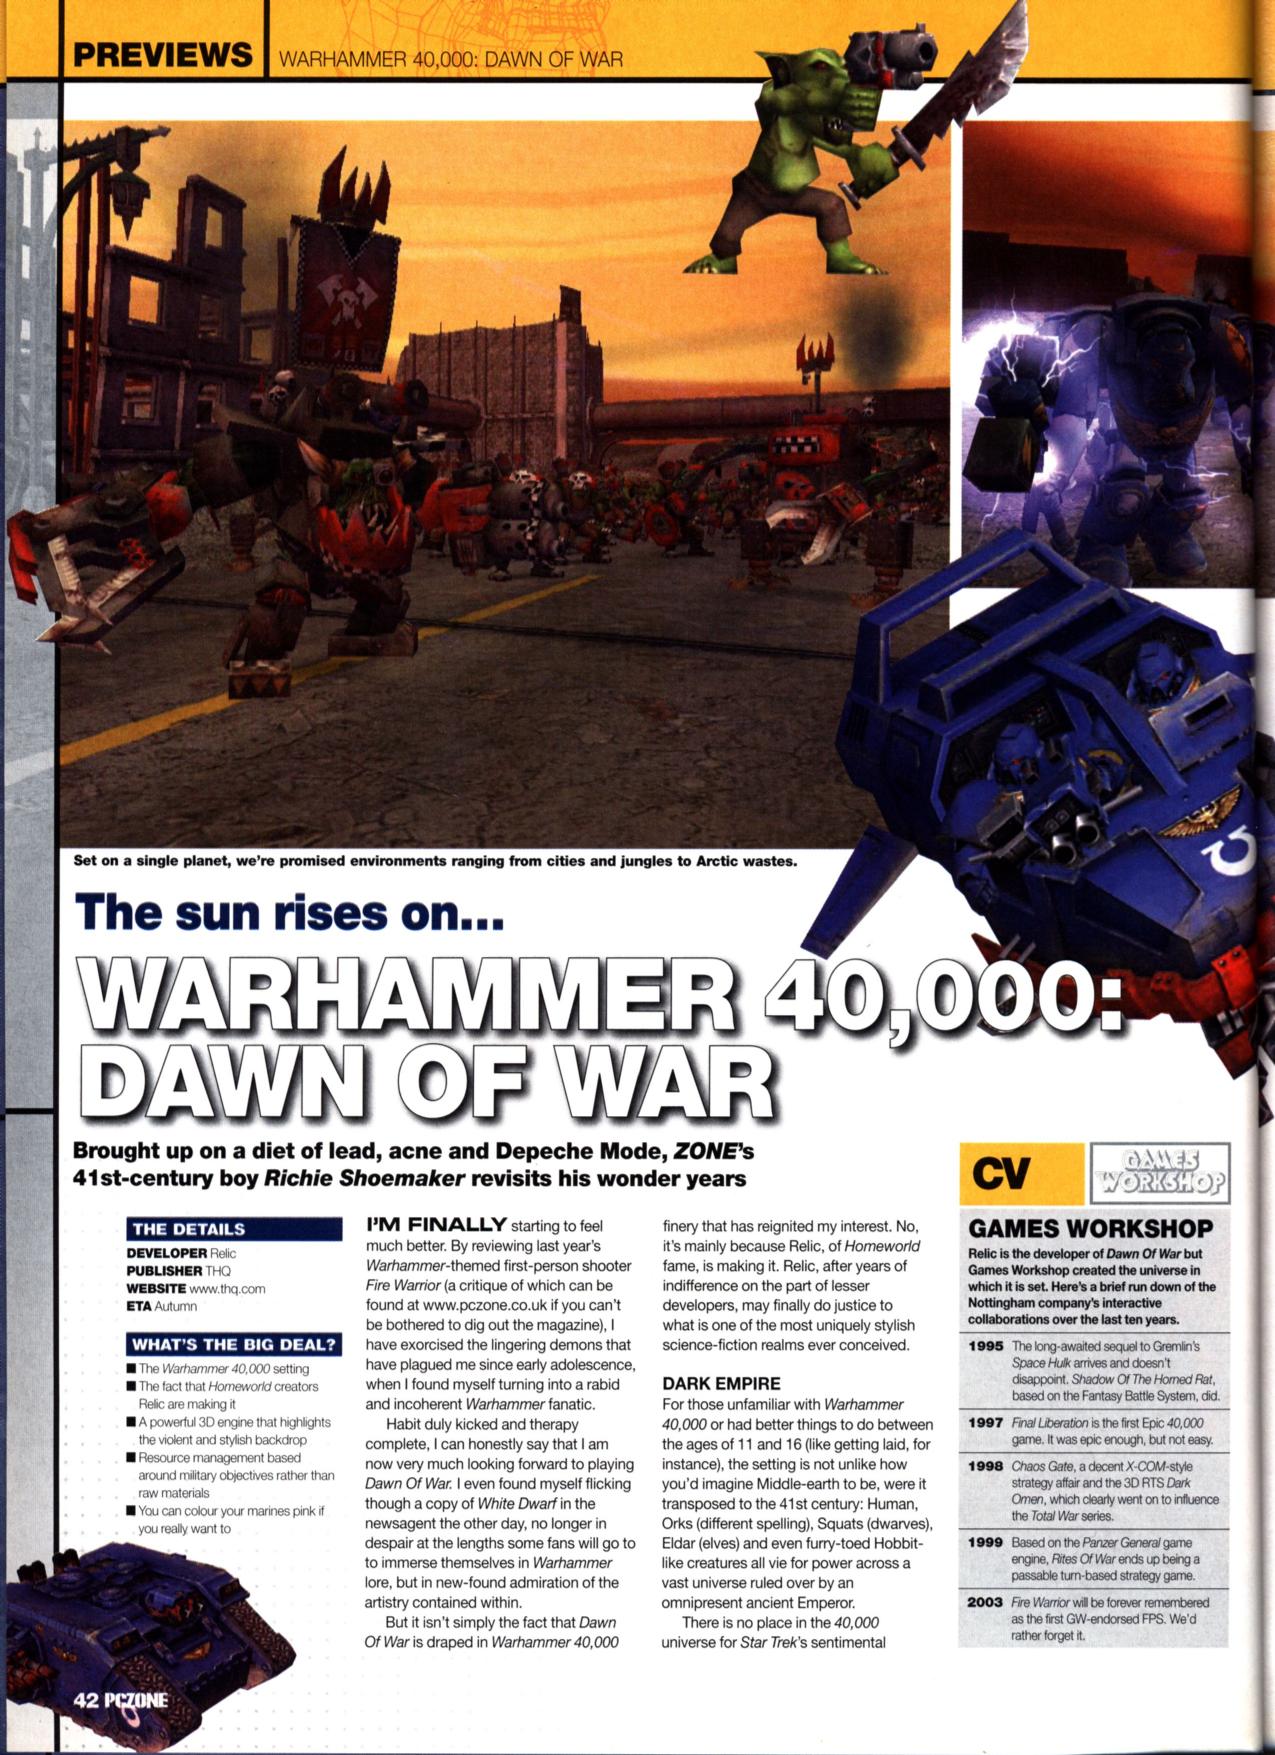 PREVIEWS
WARHAMMER 40,000: DAWN OF WAR
Set on a single planet, we're promised environments ranging from cities and jungles to Arctic wastes.
The sun rises on...
WARHAMMER 40,000:
DAWN OF WAR
Brought up on a diet of lead, acne and Depeche Mode, ZONE's
41st-century boy Richie Shoemaker revisits his wonder years
THE DETAILS
DEVELOPER Relic
PUBLISHER THQ
WEBSITE www.thq.com
ETA Autumn
WHAT'S THE BIG DEAL?
■ The Warhammer 40,000 setting
■ The fact that Homeworld creators
Relic are making it
■ A powerful 3D engine that highlights
the violent and stylish backdrop
■ Resource management based
around military objectives rather than
raw materials
■ You can colour your marines pink if
you really want to
I'M FINALLY starting to feel
much better. By reviewing last year's
Warhammer-themed first-person shooter
Fire Warrior (a critique of which can be
found at www.pczone.co.uk if you can't
be bothered to dig out the magazine), I
have exorcised the lingering demons that
have plagued me since early adolescence,
when I found myself turning into a rabid
and incoherent Warhammer fanatic.
Habit duly kicked and therapy
complete, I can honestly say that I am
now very much looking forward to playing
Dawn Of War. I even found myself flicking
though a copy of White Dwarf in the
newsagent the other day, no longer in
despair at the lengths some fans will go to
to immerse themselves in Warhammer
lore, but in new-found admiration of the
artistry contained within.
But it isn't simply the fact that Dawn
Of War is draped in Warhammer 40,000
finery that has reignited my interest. No,
it's mainly because Relic, of Homeworld
fame, is making it. Relic, after years of
indifference on the part of lesser
developers, may finally do justice to
what is one of the most uniquely stylish
science-fiction realms ever conceived.
DARK EMPIRE
For those unfamiliar with Warhammer
40,000 or had better things to do between
the ages of 11 and 16 (like getting laid, for
instance), the setting is not unlike how
you'd imagine Middle-earth to be, were it
transposed to the 41st century: Human,
Orks (different spelling), Squats (dwarves),
Eldar (elves) and even furry-toed Hobbit-
like creatures all vie for power across a
vast universe ruled over by an
omnipresent ancient Emperor.
There is no place in the 40,000
universe for Star Trek's sentimental
CV
GAMES
WORKSHOP
GAMES WORKSHOP
Relic is the developer of Dawn Of War but
Games Workshop created the universe in
which it is set. Here's a brief run down of the
Nottingham company's interactive
collaborations over the last ten years.
1995 The long-awaited sequel to Gremlin's
Space Hulk arrives and doesn't
disappoint. Shadow Of The Horned Rat,
based on the Fantasy Battle System, did.
1997 Final Liberation is the first Epic 40,000
game. It was epic enough, but not easy.
1998 Chaos Gate, a decent X-COM-style
strategy affair and the 3D RTS Dark
Omen, which clearly went on to influence
the Total War series.
1999 Based on the Panzer General game
engine, Rites Of War ends up being a
passable turn-based strategy game.
2003 Fire Warrior will be forever remembered
as the first GW-endorsed FPS. We'd
rather forget it.
42 PCZONE